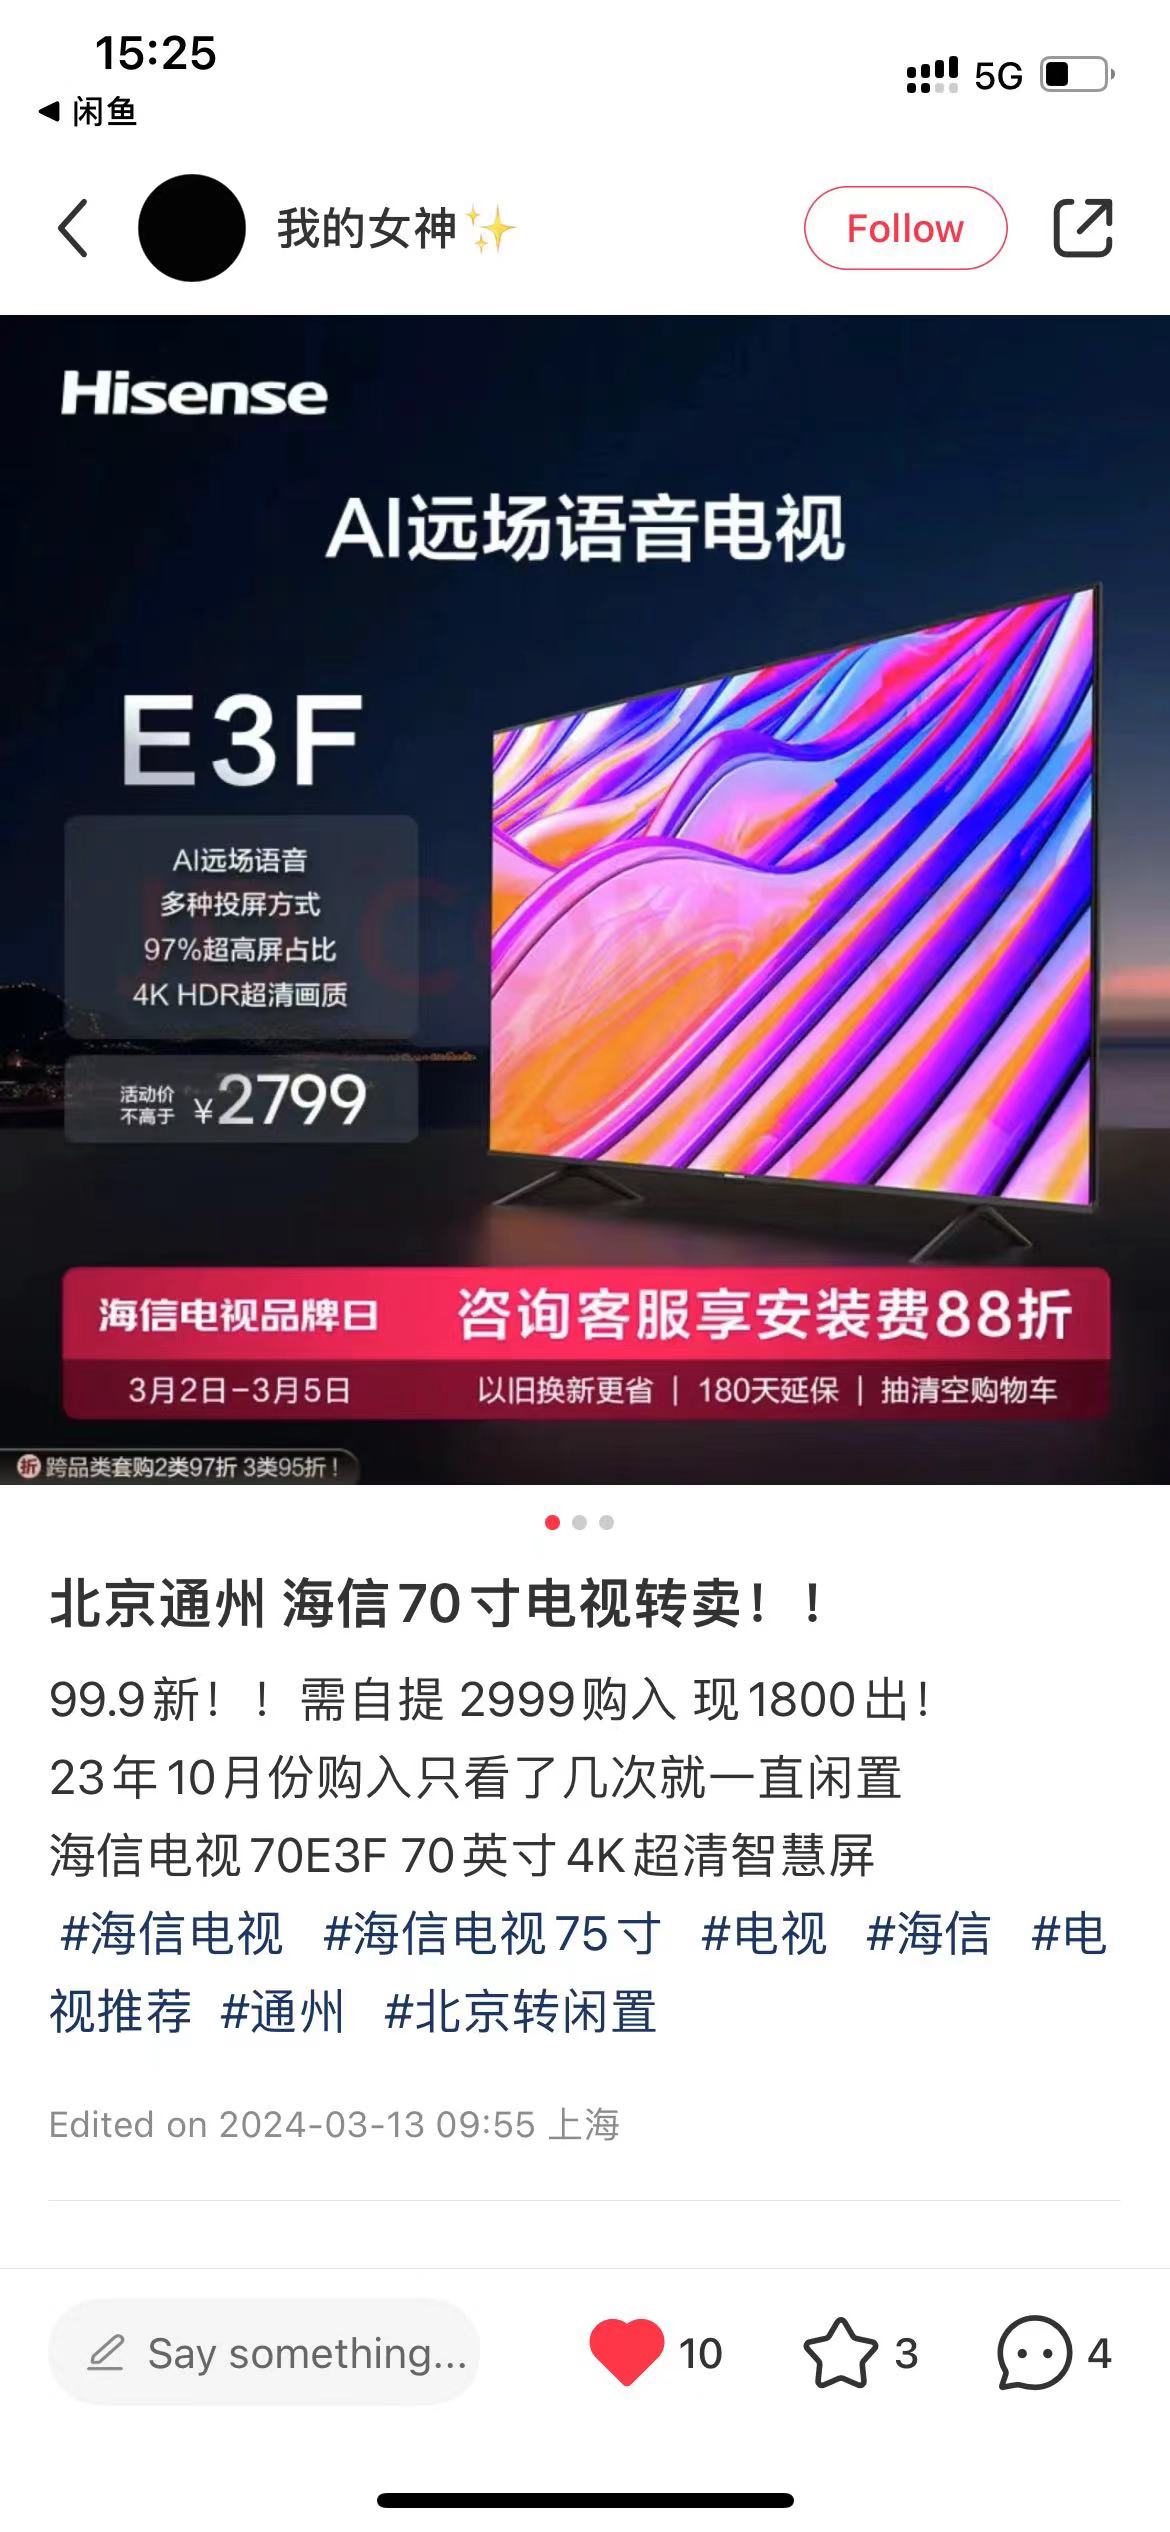 15:25
5G
◀ 闲鱼
我的女神✨
Follow
Hisense
AI远场语音电视
E3F
AI远场语音
多种投屏方式
97%超高屏占比
4K HDR超清画质
活动价
不高于 ¥2799
海信电视品牌日
咨询客服享安装费88折
3月2日-3月5日
以旧换新更省 | 180天延保 | 抽清空购物车
折 跨品类套购2类97折 3类95折！
北京通州 海信70寸电视转卖！！
99.9新！！需自提 2999购入 现1800出！
23年10月份购入只看了几次就一直闲置
海信电视70E3F 70英寸4K超清智慧屏
#海信电视 #海信电视75寸 #电视 #海信 #电
视推荐 #通州 #北京转闲置
Edited on 2024-03-13 09:55 上海
Say something...
10
3
4